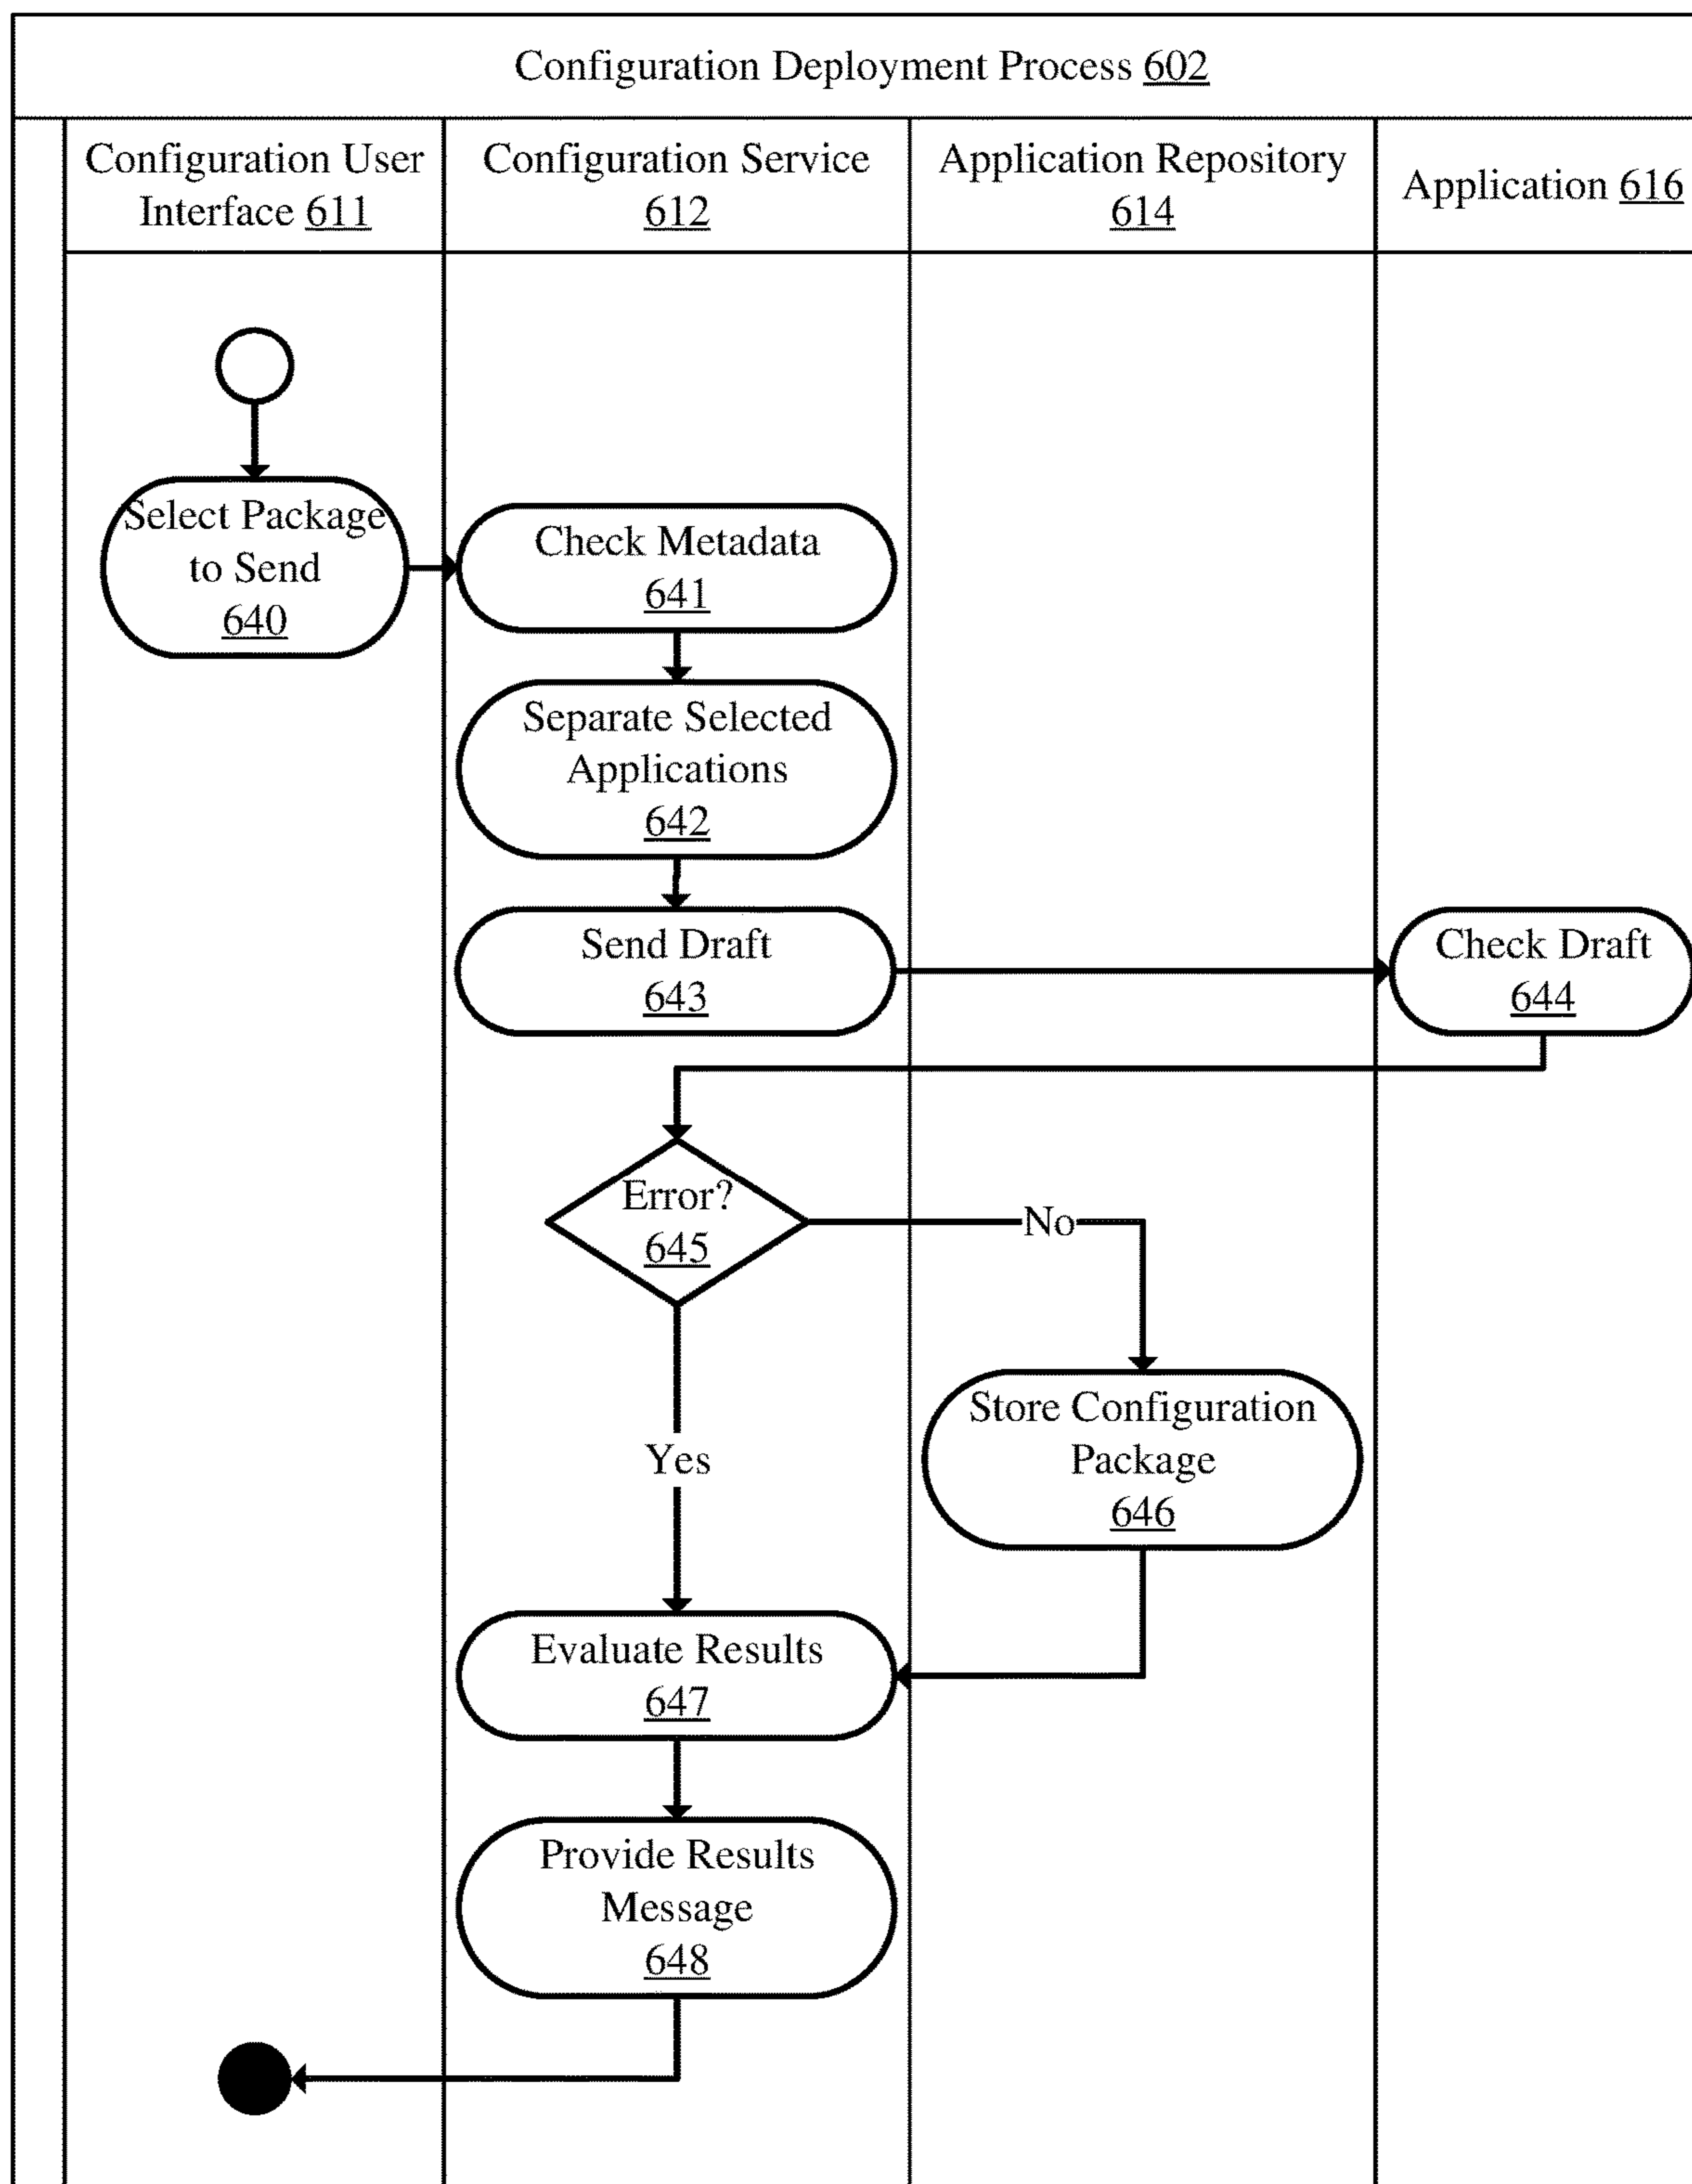 Configuration Deployment Process 602
Configuration User
Interface 611
Configuration Service
612
Application Repository
614
Application 616
Select Package
to Send
640
Check Metadata
641
Separate Selected
Applications
642
Send Draft
643
Check Draft
644
Error?
645
No
Yes
Store Configuration
Package
646
Evaluate Results
647
Provide Results
Message
648